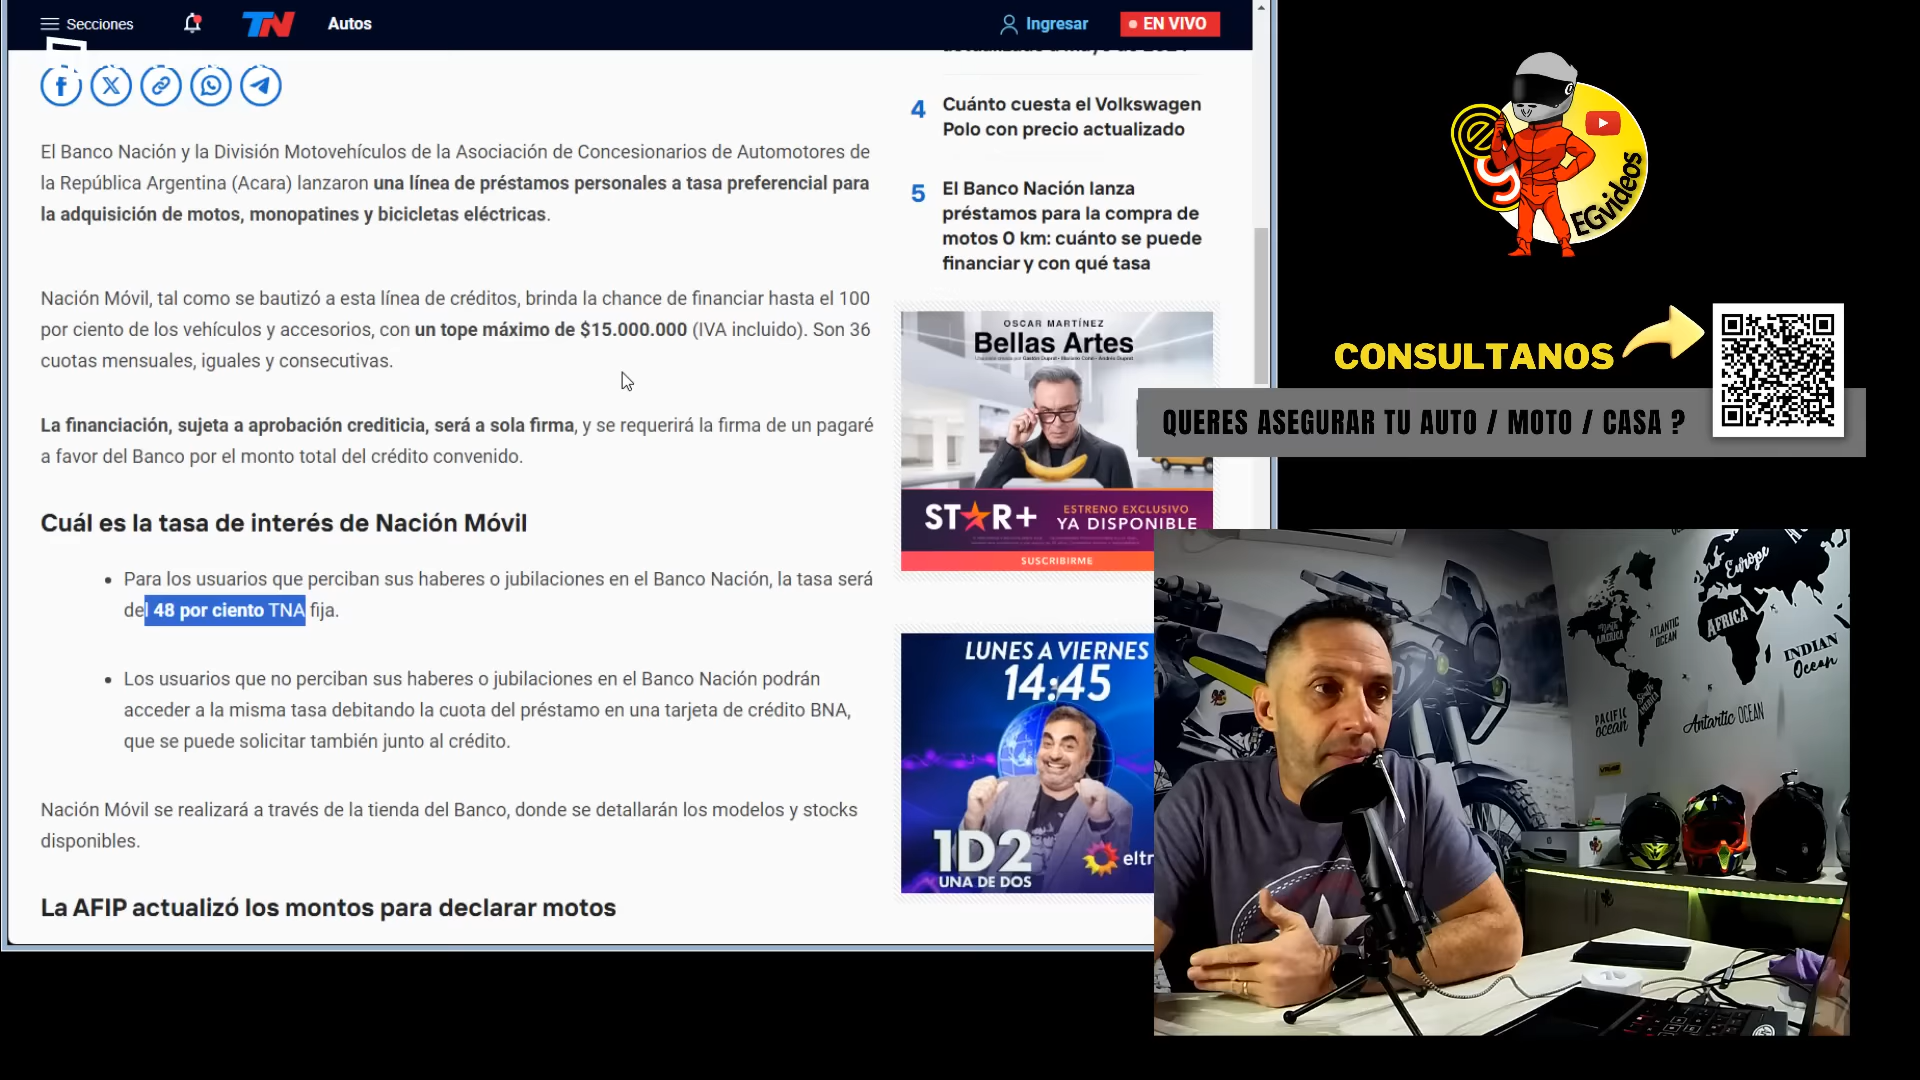 Secciones
TN
Autos
Ingresar
EN VIVO
El Banco Nación y la División Motovehículos de la Asociación de Concesionarios de Automotores de
la República Argentina (Acara) lanzaron una línea de préstamos personales a tasa preferencial para
la adquisición de motos, monopatines y bicicletas eléctricas.
Nación Móvil, tal como se bautizó a esta línea de créditos, brinda la chance de financiar hasta el 100
por ciento de los vehículos y accesorios, con un tope máximo de $15.000.000 (IVA incluido). Son 36
cuotas mensuales, iguales y consecutivas.
La financiación, sujeta a aprobación crediticia, será a sola firma, y se requerirá la firma de un pagaré
a favor del Banco por el monto total del crédito convenido.
Cuál es la tasa de interés de Nación Móvil
Para los usuarios que perciban sus haberes o jubilaciones en el Banco Nación, la tasa será
del 48 por ciento TNA fija.
Los usuarios que no perciban sus haberes o jubilaciones en el Banco Nación podrán
acceder a la misma tasa debitando la cuota del préstamo en una tarjeta de crédito BNA,
que se puede solicitar también junto al crédito.
Nación Móvil se realizará a través de la tienda del Banco, donde se detallarán los modelos y stocks
disponibles.
La AFIP actualizó los montos para declarar motos
4
Cuánto cuesta el Volkswagen
Polo con precio actualizado
5
El Banco Nación lanza
préstamos para la compra de
motos 0 km: cuánto se puede
financiar y con qué tasa
OSCAR MARTÍNEZ
Bellas Artes
STAR+
ESTRENO EXCLUSIVO
YA DISPONIBLE
SUSCRIBIRME
LUNES A VIERNES
14:45
1D2
UNA DE DOS
eltr
eg
EGvideos
CONSULTANOS
QUERES ASEGURAR TU AUTO / MOTO / CASA ?
Europe
AFRICA
INDIAN
Ocean
ATLANTIC
OCEAN
PACIFIC
Ocean
Antartic OCEAN